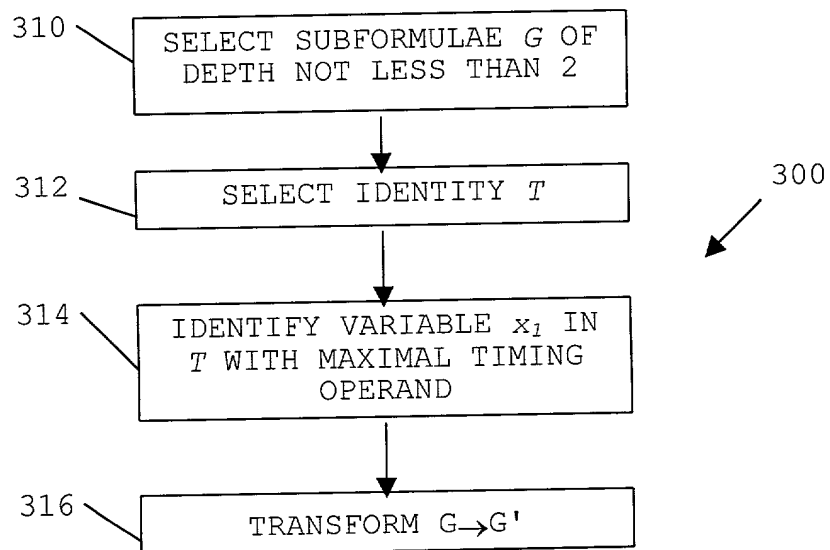 310
SELECT SUBFORMULAE G OF
DEPTH NOT LESS THAN 2
312
SELECT IDENTITY T
300
314
IDENTIFY VARIABLE x₁ IN
T WITH MAXIMAL TIMING
OPERAND
316
TRANSFORM G→G'